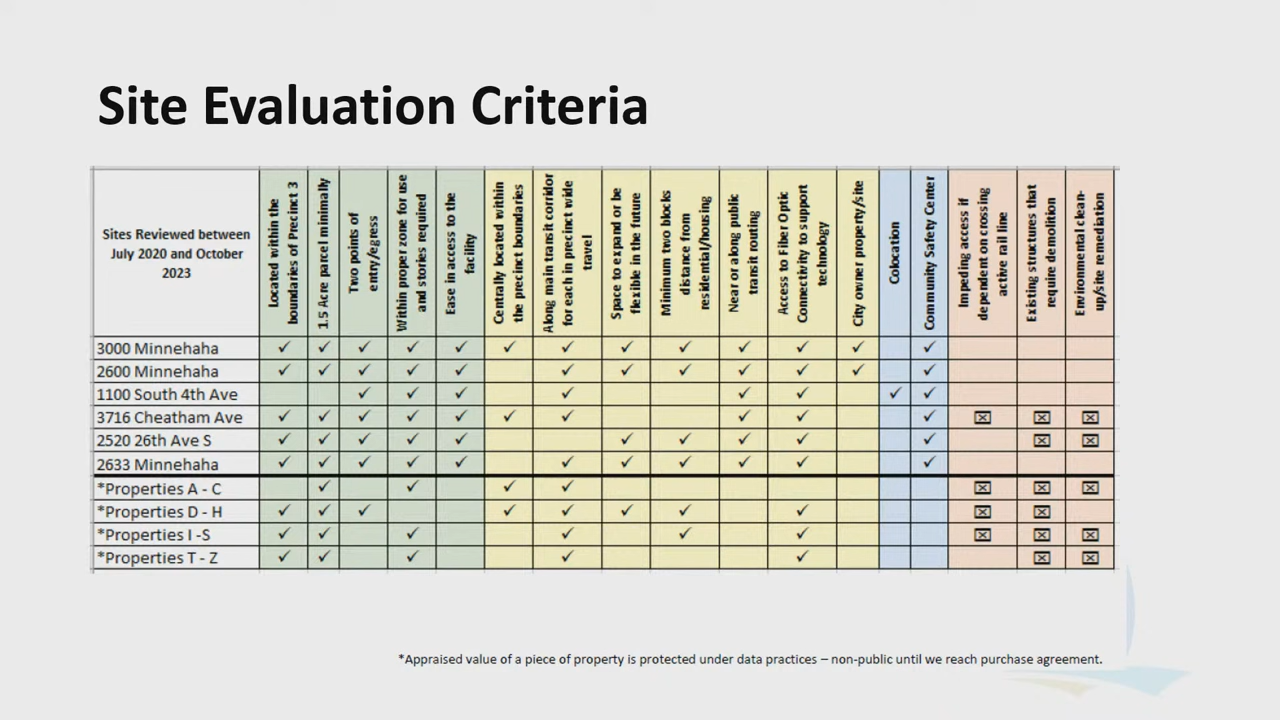 Site Evaluation Criteria
Sites Reviewed between
July 2020 and October
2023
Located within the
boundaries of Precinct 3
1.5 Acre parcel minimally
Two points of
entry/egress
Within proper zone for use
and stories required
Ease in access to the
facility
Centrally located within
the precinct boundaries
Along main transit corridor
for each in precinct wide
travel
Space to expand or be
flexible in the future
Minimum two blocks
distance from
residential/housing
Near or along public
transit routing
Access to Fiber Optic
Connectivity to support
technology
City owner property/site
Colocation
Community Safety Center
Impeding access if
dependent on crossing
active rail line
Existing structures that
require demolition
Environmental clean-
up/site remediation
3000 Minnehaha ✓ ✓ ✓ ✓ ✓ ✓ ✓ ✓ ✓ ✓ ✓ ✓ ✓
2600 Minnehaha ✓ ✓ ✓ ✓ ✓ ✓ ✓ ✓ ✓ ✓ ✓ ✓
1100 South 4th Ave ✓ ✓ ✓ ✓ ✓ ✓ ✓ ✓
3716 Cheatham Ave ✓ ✓ ✓ ✓ ✓ ✓ ✓ ✓ ✓ ✓ ☒ ☒ ☒
2520 26th Ave S ✓ ✓ ✓ ✓ ✓ ✓ ✓ ✓ ✓ ✓ ☒ ☒
2633 Minnehaha ✓ ✓ ✓ ✓ ✓ ✓ ✓ ✓ ✓ ✓ ✓
*Properties A - C ✓ ✓ ✓ ✓ ☒ ☒ ☒
*Properties D - H ✓ ✓ ✓ ✓ ✓ ✓ ✓ ✓ ☒ ☒
*Properties I -S ✓ ✓ ✓ ✓ ✓ ✓ ☒ ☒ ☒
*Properties T - Z ✓ ✓ ✓ ✓ ✓ ☒ ☒
*Appraised value of a piece of property is protected under data practices – non-public until we reach purchase agreement.